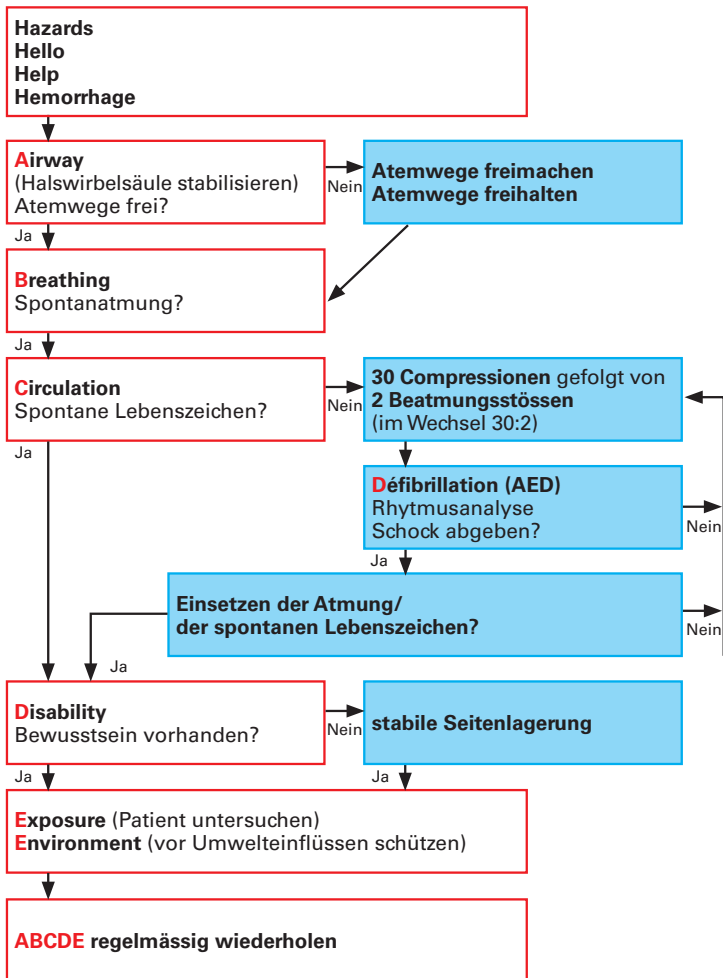 Hazards
Hello
Help
Hemorrhage
Airway
(Halswirbelsäule stabilisieren)
Atemwege frei?
Nein
Atemwege freimachen
Atemwege freihalten
Ja
Breathing
Spontanatmung?
Ja
Circulation
Spontane Lebenszeichen?
Nein
30 Compressionen gefolgt von
2 Beatmungsstössen
(im Wechsel 30:2)
Ja
Défibrillation (AED)
Rhytmusanalyse
Schock abgeben?
Nein
Ja
Einsetzen der Atmung/
der spontanen Lebenszeichen?
Nein
Ja
Disability
Bewusstsein vorhanden?
Nein
stabile Seitenlagerung
Ja
Ja
Exposure (Patient untersuchen)
Environment (vor Umwelteinflüssen schützen)
ABCDE regelmässig wiederholen